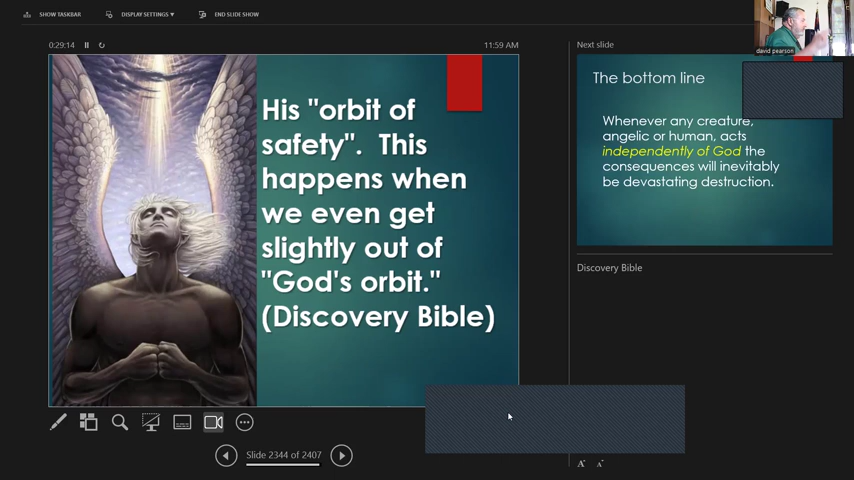 SHOW TASKBAR DISPLAY SETTINGS ▼ END SLIDE SHOW
0:29:14 11:59 AM
His "orbit of
safety". This
happens when
we even get
slightly out of
"God's orbit."
(Discovery Bible)
Slide 2344 of 2407
Next slide
david pearson
The bottom line
Whenever any creature,
angelic or human, acts
independently of God the
consequences will inevitably
be devastating destruction.
Discovery Bible
A A